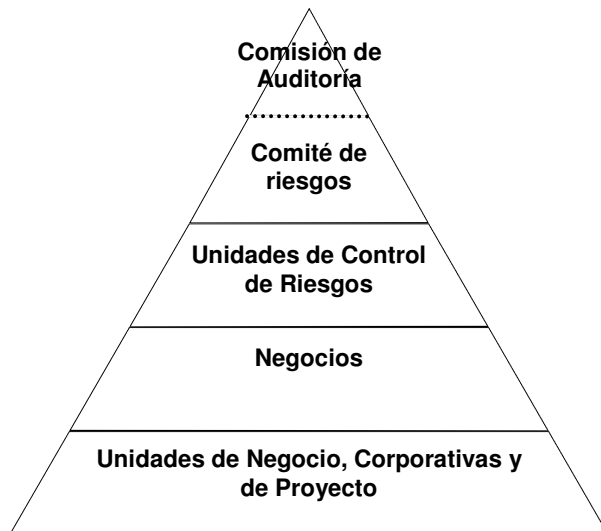 Comisión de
Auditoría
Comité de
riesgos
Unidades de Control
de Riesgos
Negocios
Unidades de Negocio, Corporativas y
de Proyecto